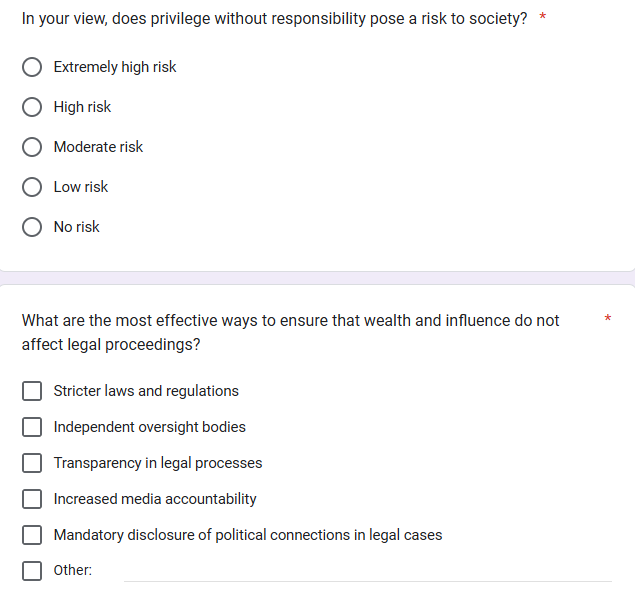 In your view, does privilege without responsibility pose a risk to society? *
Extremely high risk
High risk
Moderate risk
Low risk
No risk
What are the most effective ways to ensure that wealth and influence do not *
affect legal proceedings?
Stricter laws and regulations
Independent oversight bodies
Transparency in legal processes
Increased media accountability
Mandatory disclosure of political connections in legal cases
Other: